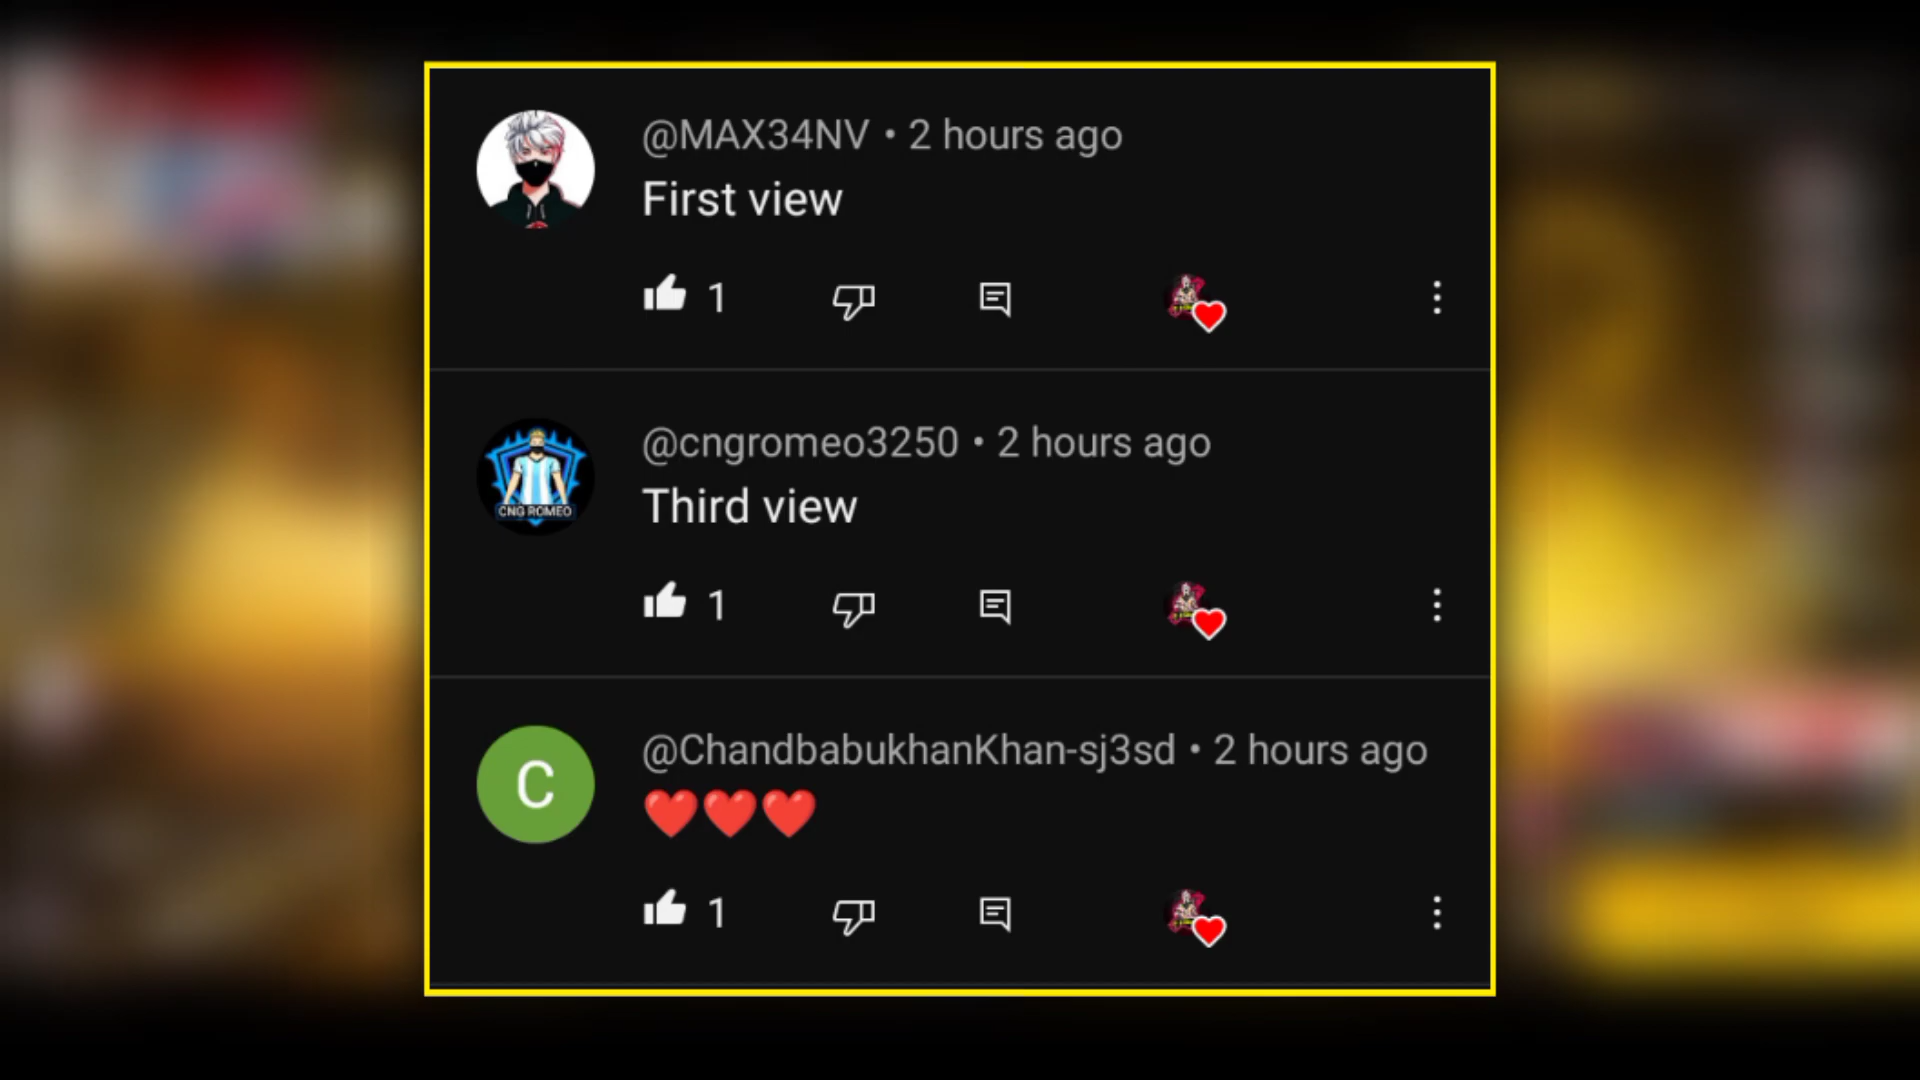 @MAX34NV • 2 hours ago
First view
1
@cngromeo3250 • 2 hours ago
Third view
CNG ROMEO
1
@ChandbabukhanKhan-sj3sd • 2 hours ago
C
❤️❤️❤️
1